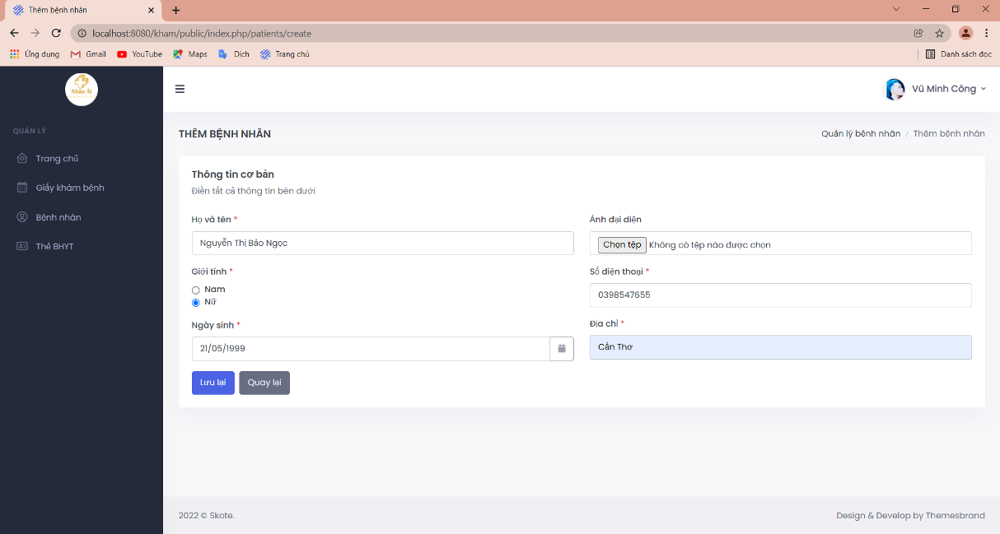 Thêm bệnh nhân
localhost:8080/kham/public/index.php/patients/create
Ứng dụng Gmail YouTube Maps Dịch Trang chủ Danh sách đọc
Nhân Ái
Vũ Minh Công
QUẢN LÝ
Trang chủ
Giấy khám bệnh
Bệnh nhân
Thẻ BHYT
THÊM BỆNH NHÂN
Quản lý bệnh nhân / Thêm bệnh nhân
Thông tin cơ bản
Điền tất cả thông tin bên dưới
Họ và tên *
Nguyễn Thị Bảo Ngọc
Ảnh đại diện
Chọn tệp Không có tệp nào được chọn
Giới tính *
Nam
Nữ
Số điện thoại *
0398547655
Ngày sinh *
21/05/1999
Địa chỉ *
Cần Thơ
Lưu lại Quay lại
2022 © Skote.
Design & Develop by Themesbrand